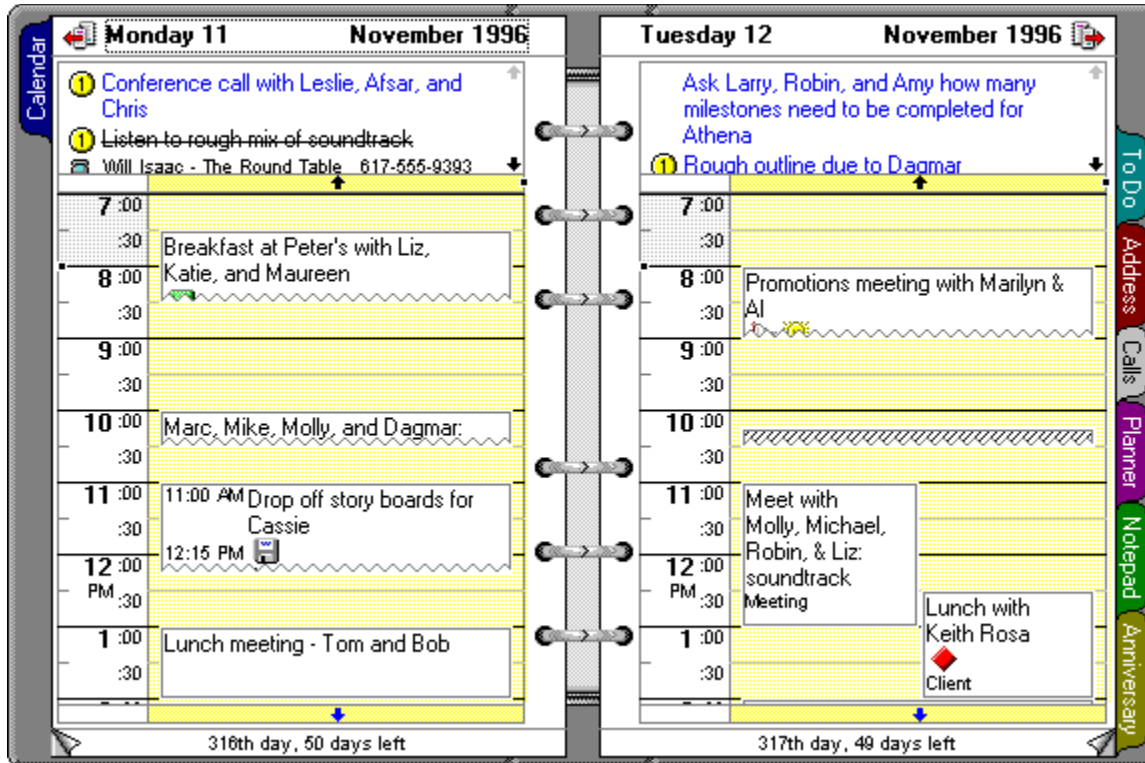 Calendar
Monday 11 November 1996
1 Conference call with Leslie, Afsar, and
Chris
1 Listen to rough mix of soundtrack
Will Isaac - The Round Table 617-555-9393
7 :00
:30
Breakfast at Peter's with Liz,
Katie, and Maureen
8 :00
:30
9 :00
:30
10 :00
Marc, Mike, Molly, and Dagmar:
:30
11 :00
11:00 AM Drop off story boards for
Cassie
:30
12:15 PM
12 :00
PM :30
1 :00
Lunch meeting - Tom and Bob
:30
316th day, 50 days left
Tuesday 12 November 1996
Ask Larry, Robin, and Amy how many
milestones need to be completed for
Athena
1 Rough outline due to Dagmar
7 :00
:30
8 :00
Promotions meeting with Marilyn &
Al
:30
9 :00
:30
10 :00
:30
11 :00
Meet with
Molly, Michael,
Robin, & Liz:
soundtrack
Meeting
:30
12 :00
PM :30
Lunch with
Keith Rosa
Client
1 :00
:30
317th day, 49 days left
To Do
Address
Calls
Planner
Notepad
Anniversary